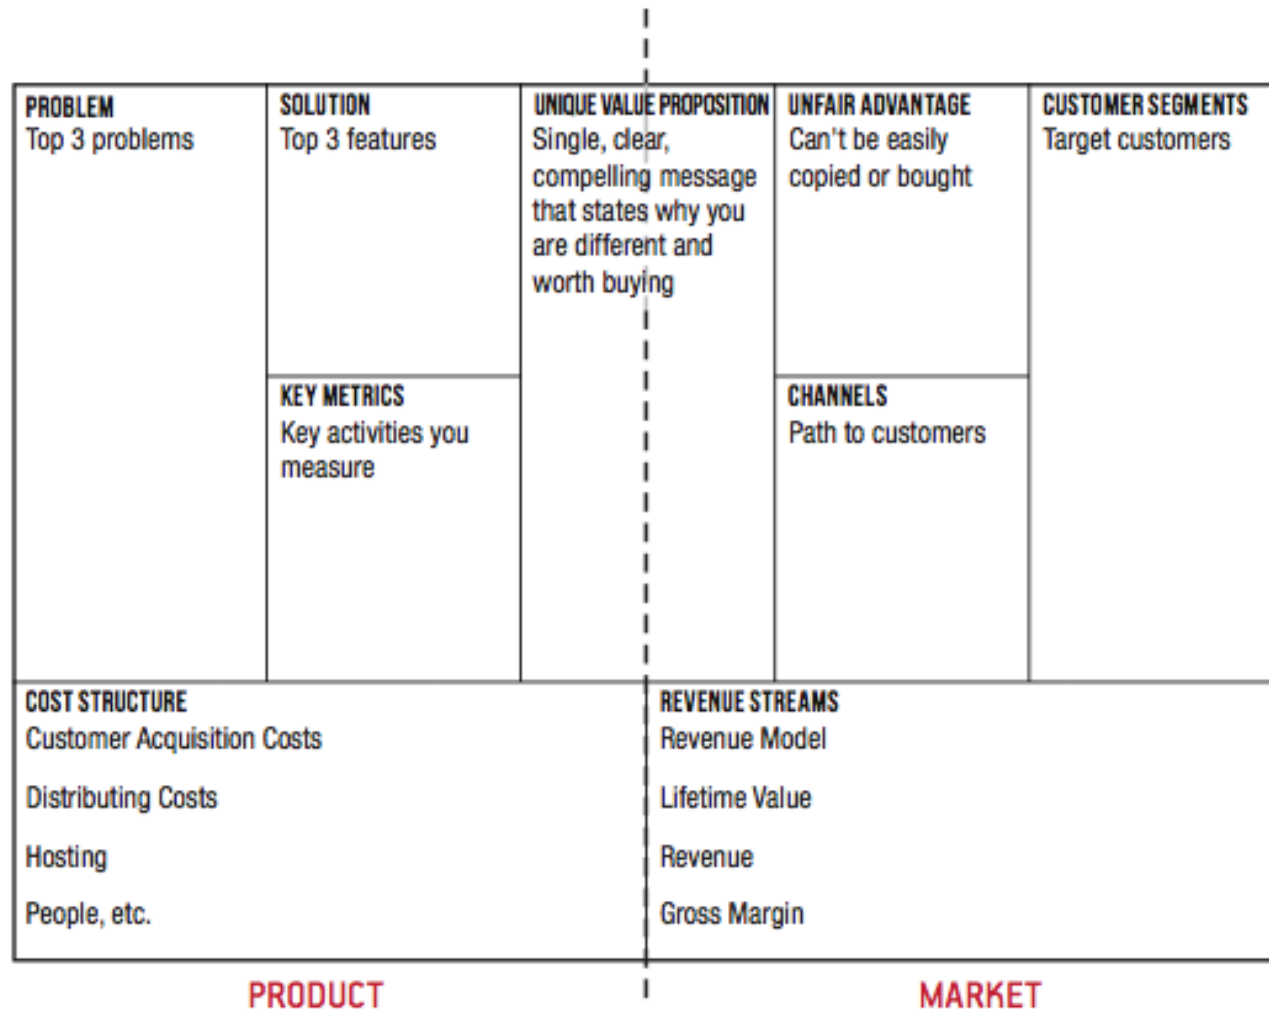 PROBLEM
Top 3 problems
SOLUTION
Top 3 features
KEY METRICS
Key activities you
measure
UNIQUE VALUE PROPOSITION
Single, clear,
compelling message
that states why you
are different and
worth buying
UNFAIR ADVANTAGE
Can't be easily
copied or bought
CHANNELS
Path to customers
CUSTOMER SEGMENTS
Target customers
COST STRUCTURE
Customer Acquisition Costs
Distributing Costs
Hosting
People, etc.
REVENUE STREAMS
Revenue Model
Lifetime Value
Revenue
Gross Margin
PRODUCT
MARKET